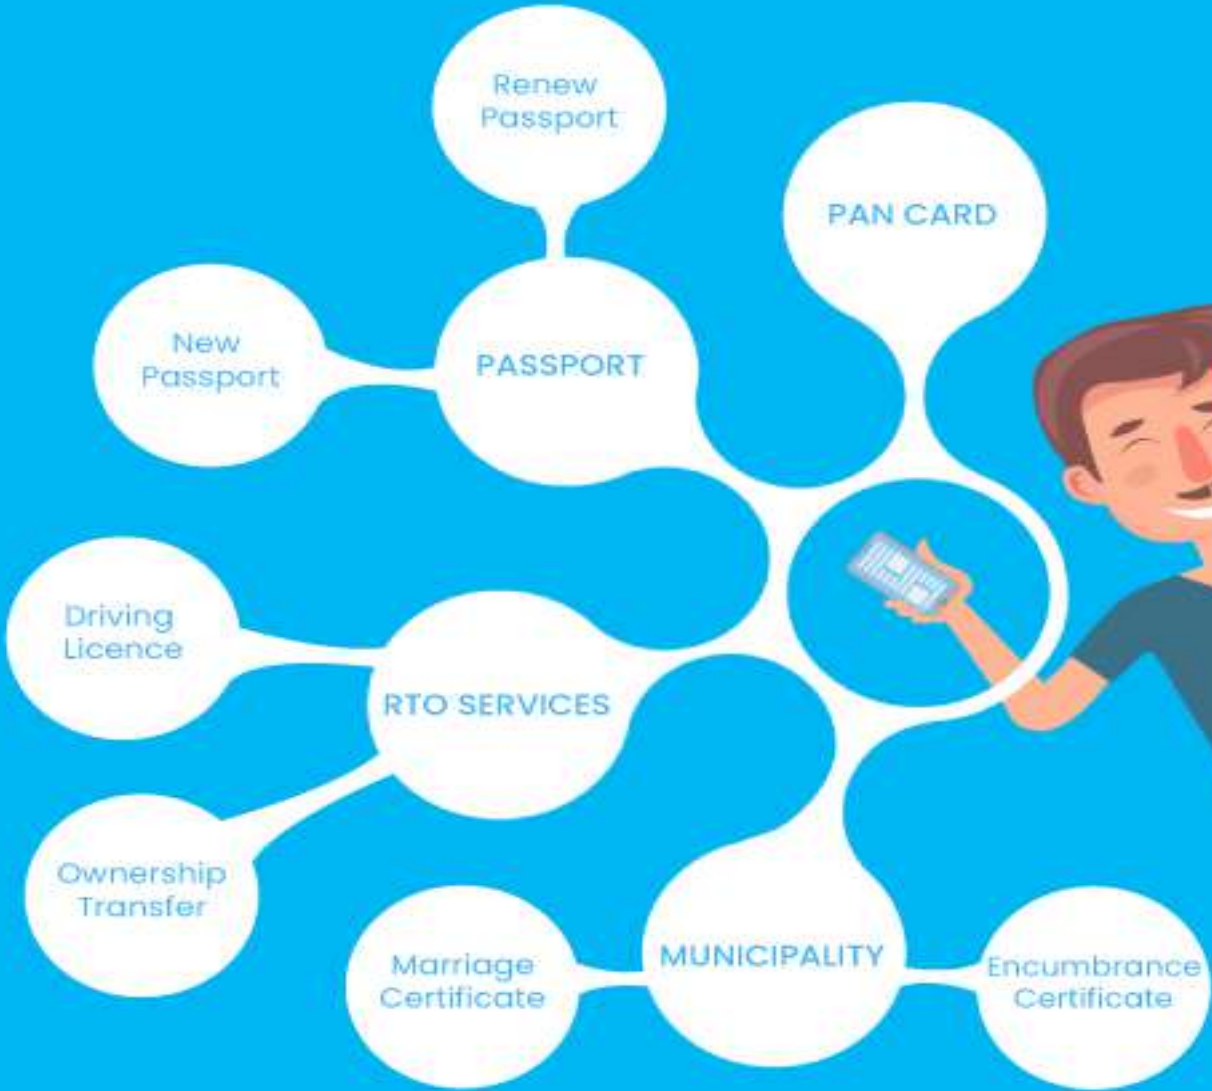 Renew
Passport
PAN CARD
New
Passport
PASSPORT
Driving
Licence
RTO SERVICES
Ownership
Transfer
Marriage
Certificate
MUNICIPALITY
Encumbrance
Certificate